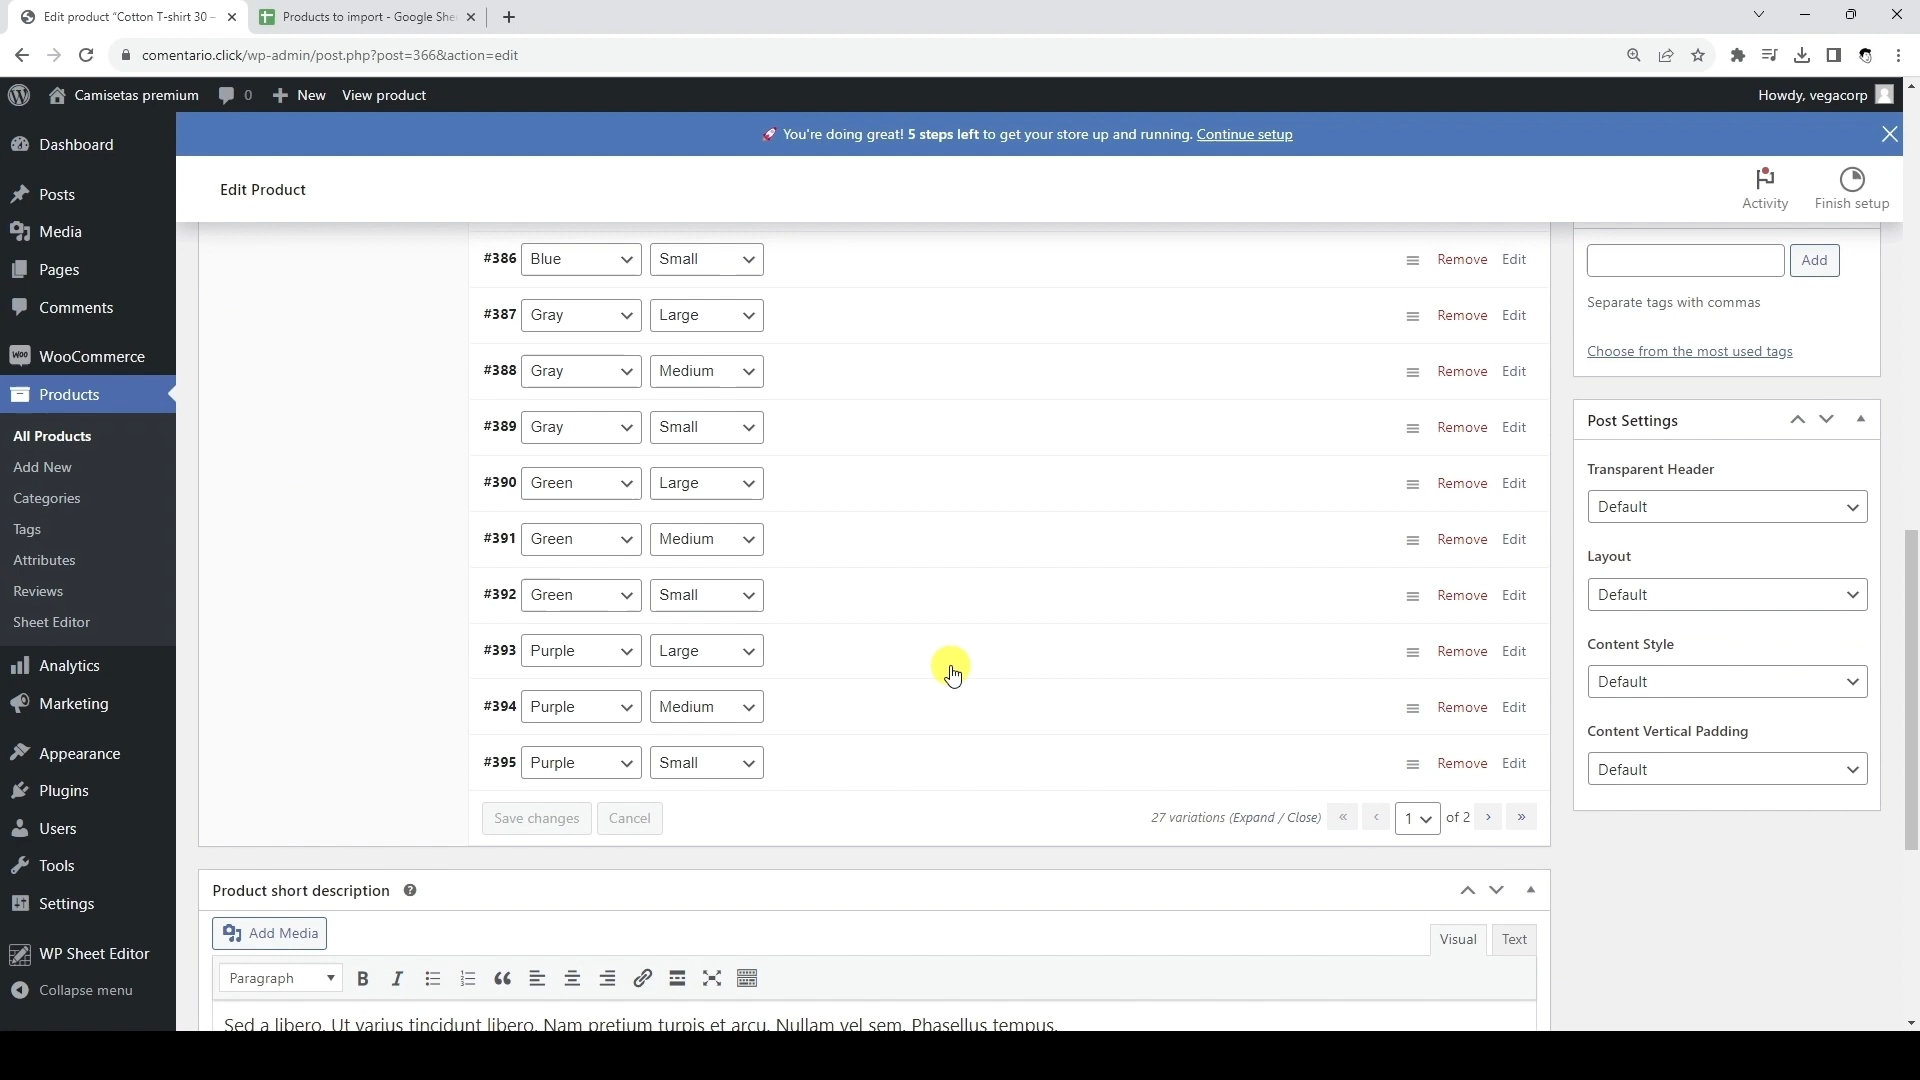 Edit product "Cotton T-shirt 30 –
Products to import - Google She
comentario.click/wp-admin/post.php?post=366&action=edit
Camisetas premium
0
New
View product
Howdy, vegacorp
🚀 You're doing great! 5 steps left to get your store up and running. Continue setup
Edit Product
Activity
Finish setup
Dashboard
Posts
Media
Pages
Comments
WooCommerce
Products
All Products
Add New
Categories
Tags
Attributes
Reviews
Sheet Editor
Analytics
Marketing
Appearance
Plugins
Users
Tools
Settings
WP Sheet Editor
Collapse menu
#386 Blue Small Remove Edit
#387 Gray Large Remove Edit
#388 Gray Medium Remove Edit
#389 Gray Small Remove Edit
#390 Green Large Remove Edit
#391 Green Medium Remove Edit
#392 Green Small Remove Edit
#393 Purple Large Remove Edit
#394 Purple Medium Remove Edit
#395 Purple Small Remove Edit
Save changes Cancel 27 variations (Expand / Close) « ‹ 1 of 2 › »
Product short description
Add Media
Visual Text
Paragraph
Sed a libero. Ut varius tincidunt libero. Nam pretium turpis et arcu. Nullam vel sem. Phasellus tempus.
Add
Separate tags with commas
Choose from the most used tags
Post Settings
Transparent Header
Default
Layout
Default
Content Style
Default
Content Vertical Padding
Default